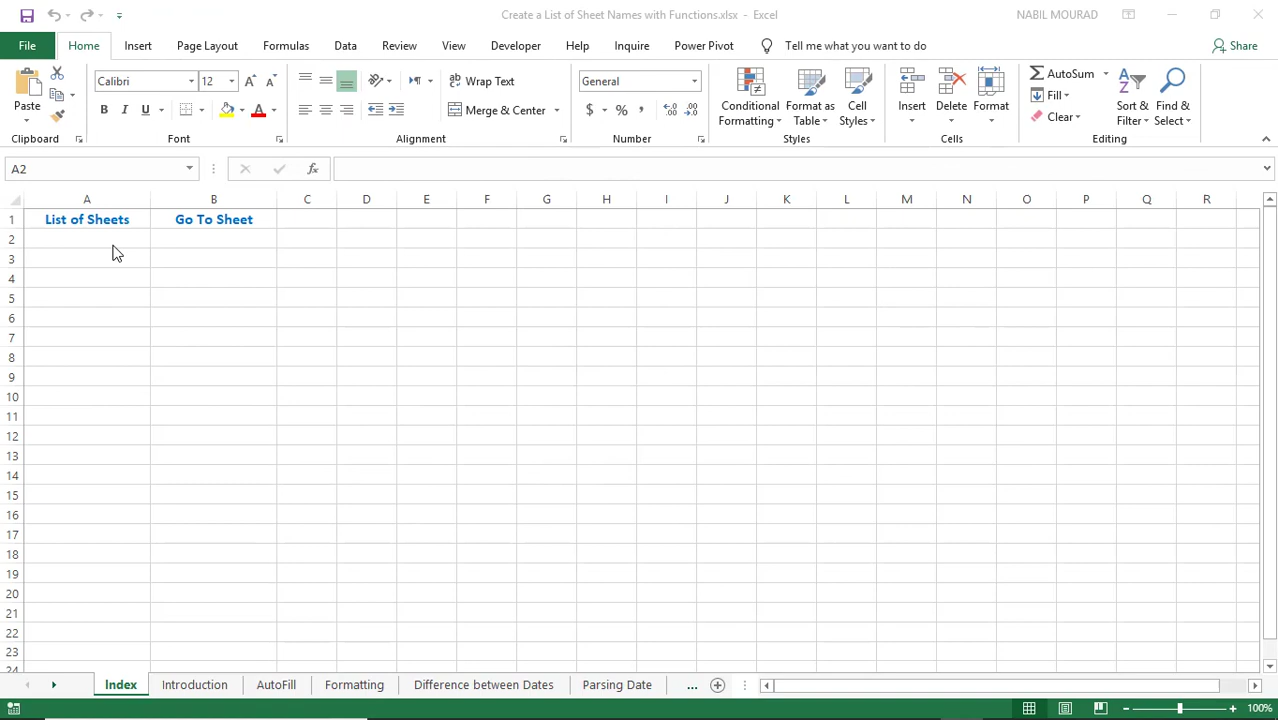 Create a List of Sheet Names with Functions.xlsx - Excel
NABIL MOURAD
File Home Insert Page Layout Formulas Data Review View Developer Help Inquire Power Pivot Tell me what you want to do Share
Paste
Clipboard
Calibri 12
B I U
Font
Wrap Text
Merge & Center
Alignment
General
$ % ,
Number
Conditional Formatting
Format as Table
Cell Styles
Styles
Insert Delete Format
Cells
AutoSum
Fill
Clear
Sort & Filter
Find & Select
Editing
A2
fx
A B C D E F G H I J K L M N O P Q R
1 List of Sheets Go To Sheet
2
3
4
5
6
7
8
9
10
11
12
13
14
15
16
17
18
19
20
21
22
23
24
Index Introduction AutoFill Formatting Difference between Dates Parsing Date ...
100%